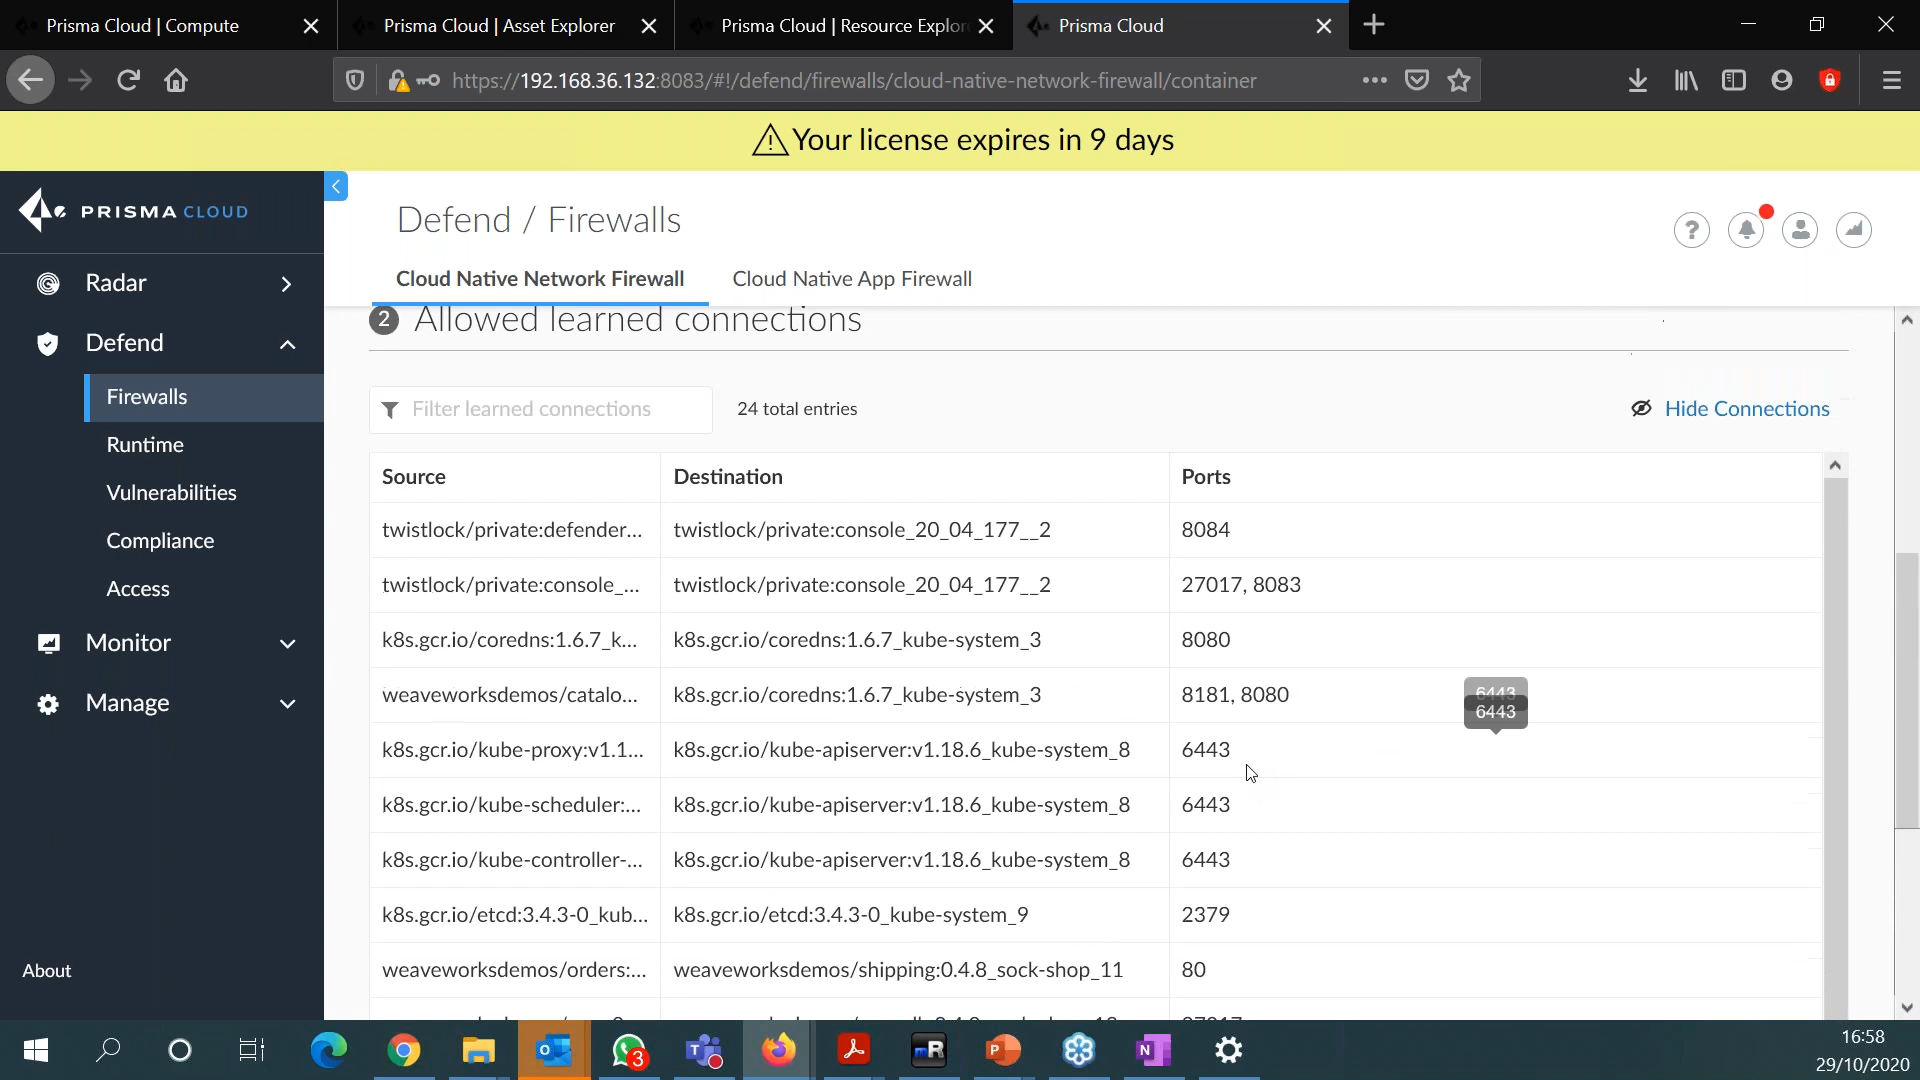 Prisma Cloud | Compute
Prisma Cloud | Asset Explorer
Prisma Cloud | Resource Explor
Prisma Cloud
https://192.168.36.132:8083/#!/defend/firewalls/cloud-native-network-firewall/container
Your license expires in 9 days
PRISMA CLOUD
Radar
Defend
Firewalls
Runtime
Vulnerabilities
Compliance
Access
Monitor
Manage
About
Defend / Firewalls
Cloud Native Network Firewall
Cloud Native App Firewall
2 Allowed learned connections
Filter learned connections
24 total entries
Hide Connections
Source Destination Ports
twistlock/private:defender... twistlock/private:console_20_04_177__2 8084
twistlock/private:console_... twistlock/private:console_20_04_177__2 27017, 8083
k8s.gcr.io/coredns:1.6.7_k... k8s.gcr.io/coredns:1.6.7_kube-system_3 8080
weaveworksdemos/catalo... k8s.gcr.io/coredns:1.6.7_kube-system_3 8181, 8080
6443
6443
k8s.gcr.io/kube-proxy:v1.1... k8s.gcr.io/kube-apiserver:v1.18.6_kube-system_8 6443
k8s.gcr.io/kube-scheduler:... k8s.gcr.io/kube-apiserver:v1.18.6_kube-system_8 6443
k8s.gcr.io/kube-controller-... k8s.gcr.io/kube-apiserver:v1.18.6_kube-system_8 6443
k8s.gcr.io/etcd:3.4.3-0_kub... k8s.gcr.io/etcd:3.4.3-0_kube-system_9 2379
weaveworksdemos/orders:... weaveworksdemos/shipping:0.4.8_sock-shop_11 80
3
16:58
29/10/2020